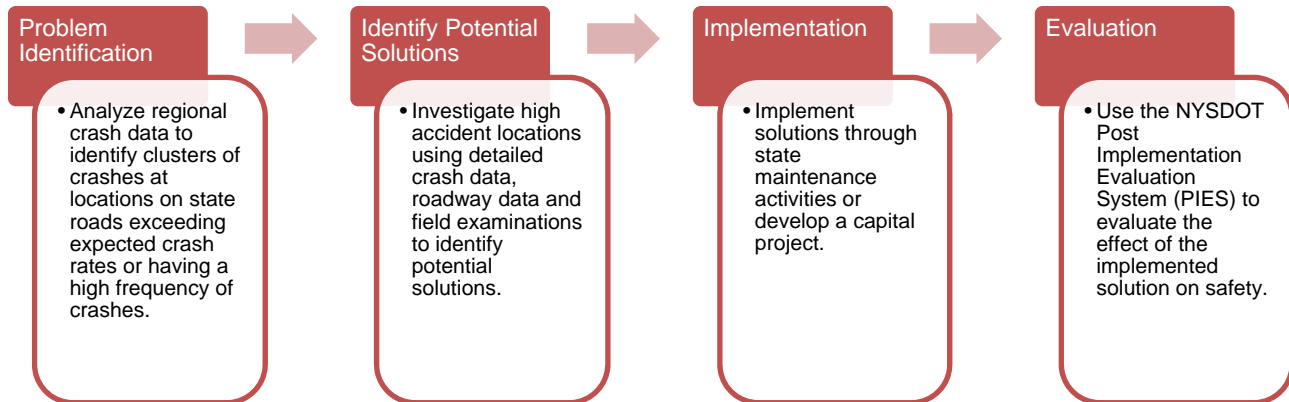 Problem
Identification
• Analyze regional
crash data to
identify clusters of
crashes at
locations on state
roads exceeding
expected crash
rates or having a
high frequency of
crashes.
Identify Potential
Solutions
• Investigate high
accident locations
using detailed
crash data,
roadway data and
field examinations
to identify
potential
solutions.
Implementation
• Implement
solutions through
state
maintenance
activities or
develop a capital
project.
Evaluation
• Use the NYSDOT
Post
Implementation
Evaluation
System (PIES) to
evaluate the
effect of the
implemented
solution on safety.